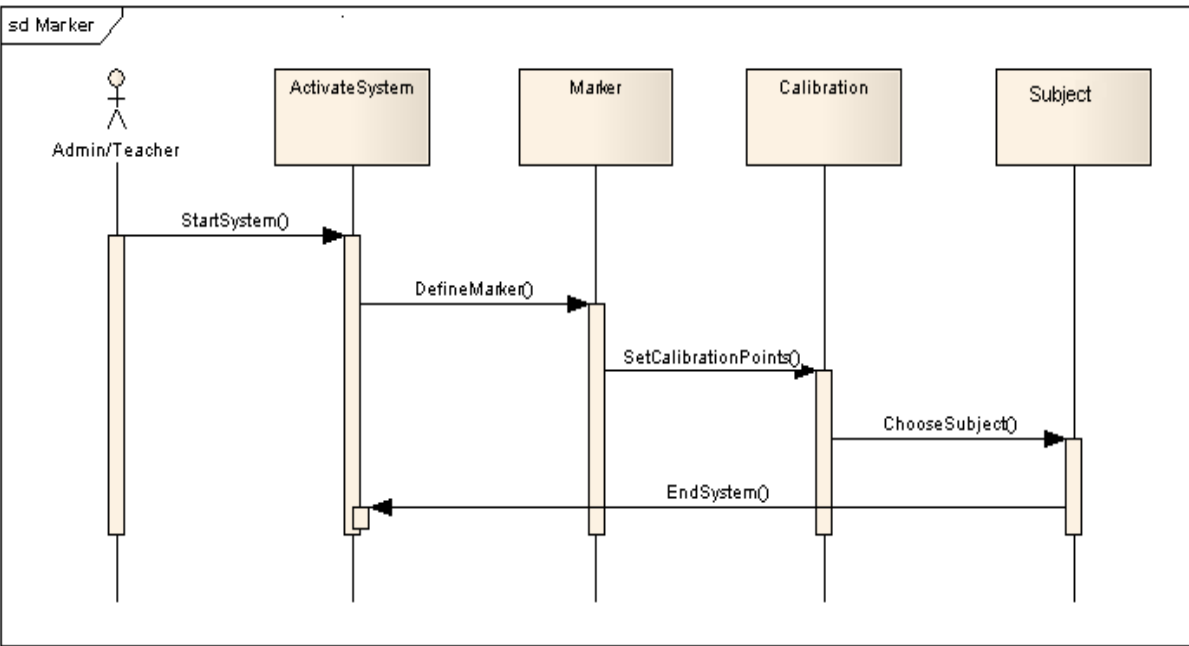 sd Marker
Admin/Teacher
ActivateSystem
Marker
Calibration
Subject
StartSystem()
DefineMarker()
SetCalibrationPoints()
ChooseSubject()
EndSystem()